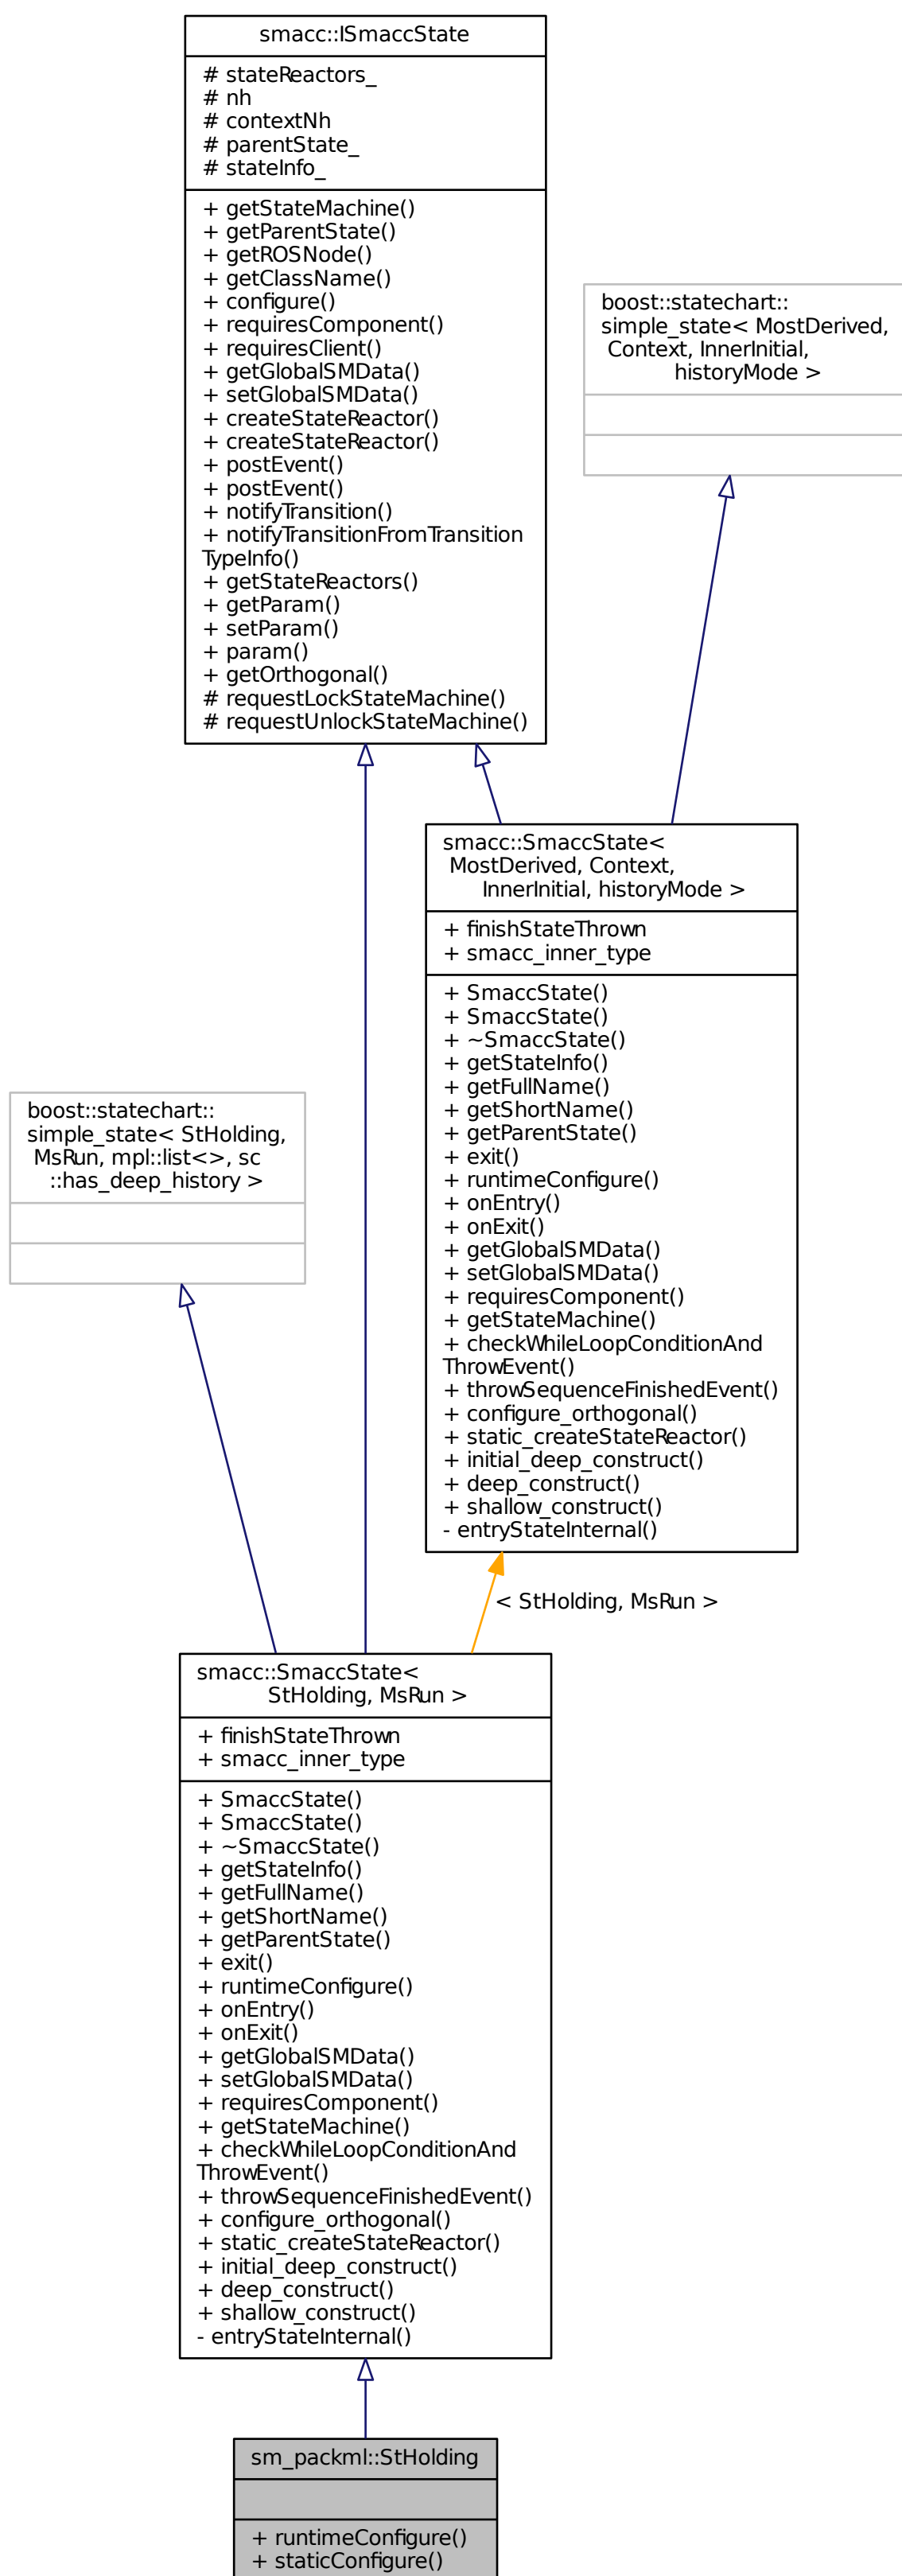 smacc::ISmaccState
# stateReactors_
# nh
# contextNh
# parentState_
# stateInfo_
+ getStateMachine()
+ getParentState()
+ getROSNode()
+ getClassName()
+ configure()
+ requiresComponent()
+ requiresClient()
+ getGlobalSMData()
+ setGlobalSMData()
+ createStateReactor()
+ createStateReactor()
+ postEvent()
+ postEvent()
+ notifyTransition()
+ notifyTransitionFromTransition
TypeInfo()
+ getStateReactors()
+ getParam()
+ setParam()
+ param()
+ getOrthogonal()
# requestLockStateMachine()
# requestUnlockStateMachine()
boost::statechart::
simple_state< MostDerived,
Context, InnerInitial,
historyMode >
smacc::SmaccState<
MostDerived, Context,
InnerInitial, historyMode >
+ finishStateThrown
+ smacc_inner_type
+ SmaccState()
+ SmaccState()
+ ~SmaccState()
+ getStateInfo()
+ getFullName()
+ getShortName()
+ getParentState()
+ exit()
+ runtimeConfigure()
+ onEntry()
+ onExit()
+ getGlobalSMData()
+ setGlobalSMData()
+ requiresComponent()
+ getStateMachine()
+ checkWhileLoopConditionAnd
ThrowEvent()
+ throwSequenceFinishedEvent()
+ configure_orthogonal()
+ static_createStateReactor()
+ initial_deep_construct()
+ deep_construct()
+ shallow_construct()
- entryStateInternal()
boost::statechart::
simple_state< StHolding,
MsRun, mpl::list<>, sc
::has_deep_history >
< StHolding, MsRun >
smacc::SmaccState<
StHolding, MsRun >
+ finishStateThrown
+ smacc_inner_type
+ SmaccState()
+ SmaccState()
+ ~SmaccState()
+ getStateInfo()
+ getFullName()
+ getShortName()
+ getParentState()
+ exit()
+ runtimeConfigure()
+ onEntry()
+ onExit()
+ getGlobalSMData()
+ setGlobalSMData()
+ requiresComponent()
+ getStateMachine()
+ checkWhileLoopConditionAnd
ThrowEvent()
+ throwSequenceFinishedEvent()
+ configure_orthogonal()
+ static_createStateReactor()
+ initial_deep_construct()
+ deep_construct()
+ shallow_construct()
- entryStateInternal()
sm_packml::StHolding
+ runtimeConfigure()
+ staticConfigure()